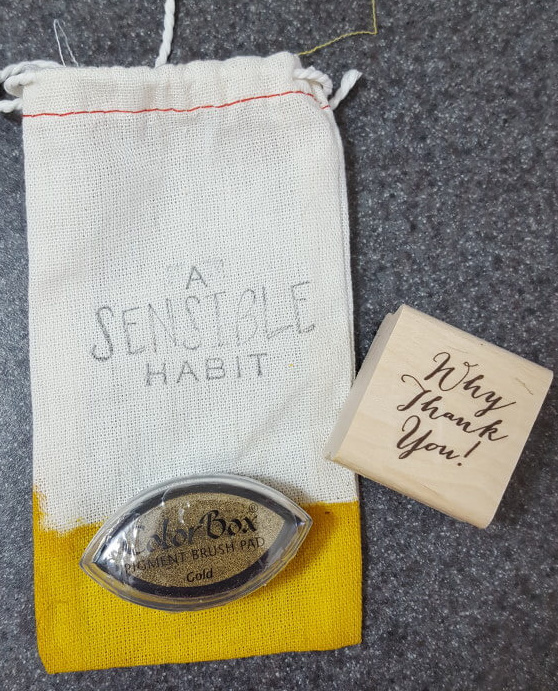 A
SENSIBLE
HABIT
Why
Thank
You!
ColorBox®
PIGMENT BRUSH PAD
Gold